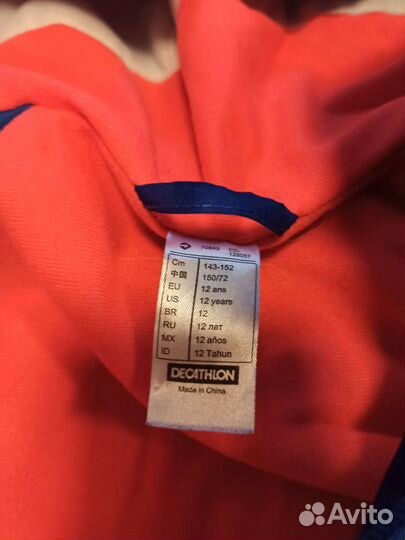 70843 CC. 126057
Cm 143-152
中国 150/72
EU 12 ans
US 12 years
BR 12
RU 12 лет
MX 12 años
ID 12 Tahun
DECATHLON
Made in China
Avito